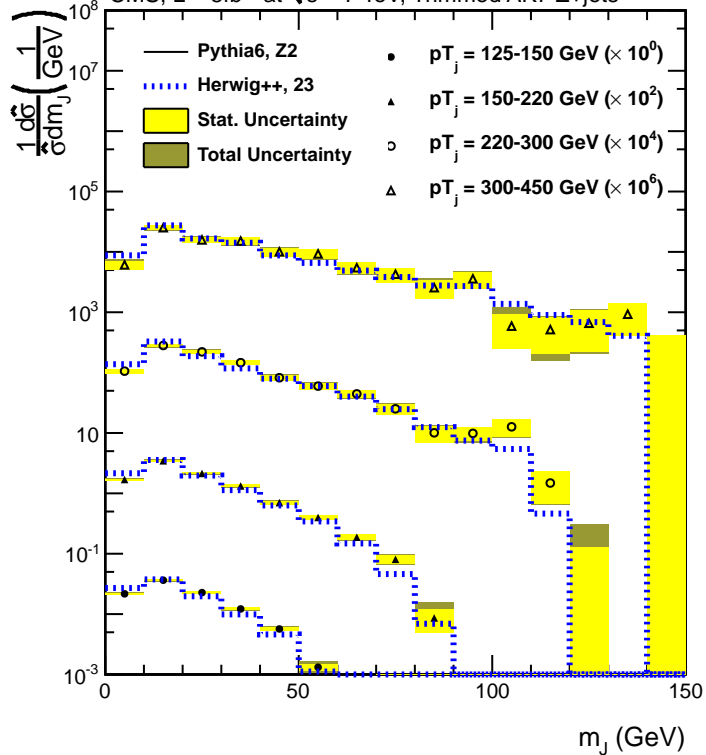 Pythia6, Z2
Herwig++, 23
Stat. Uncertainty
Total Uncertainty
pT_j = 125-150 GeV (× 10^0)
pT_j = 150-220 GeV (× 10^2)
pT_j = 220-300 GeV (× 10^4)
pT_j = 300-450 GeV (× 10^6)
1 dσ̂ / σ̂ dm_J (1 / GeV)
10^8
10^7
10^5
10^3
10
10^-1
10^-3
0 50 100 150
m_J (GeV)